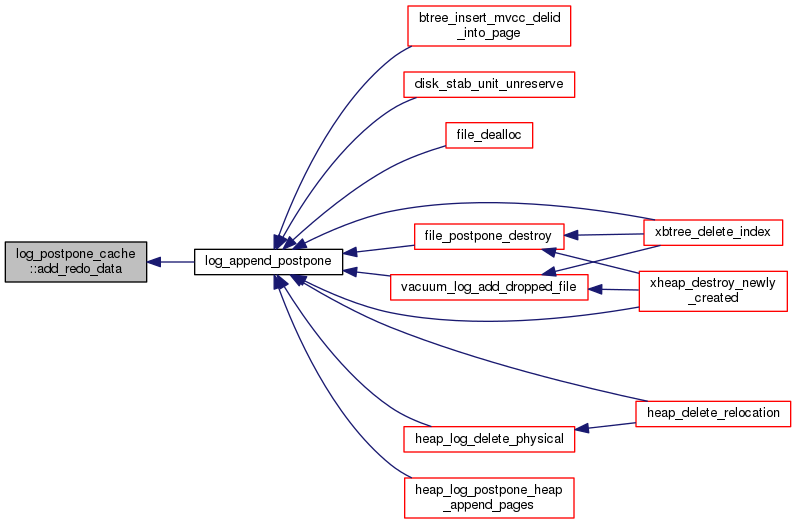 btree_insert_mvcc_delid
_into_page
disk_stab_unit_unreserve
file_dealloc
log_postpone_cache
::add_redo_data
log_append_postpone
file_postpone_destroy
xbtree_delete_index
vacuum_log_add_dropped_file
xheap_destroy_newly
_created
heap_delete_relocation
heap_log_delete_physical
heap_log_postpone_heap
_append_pages